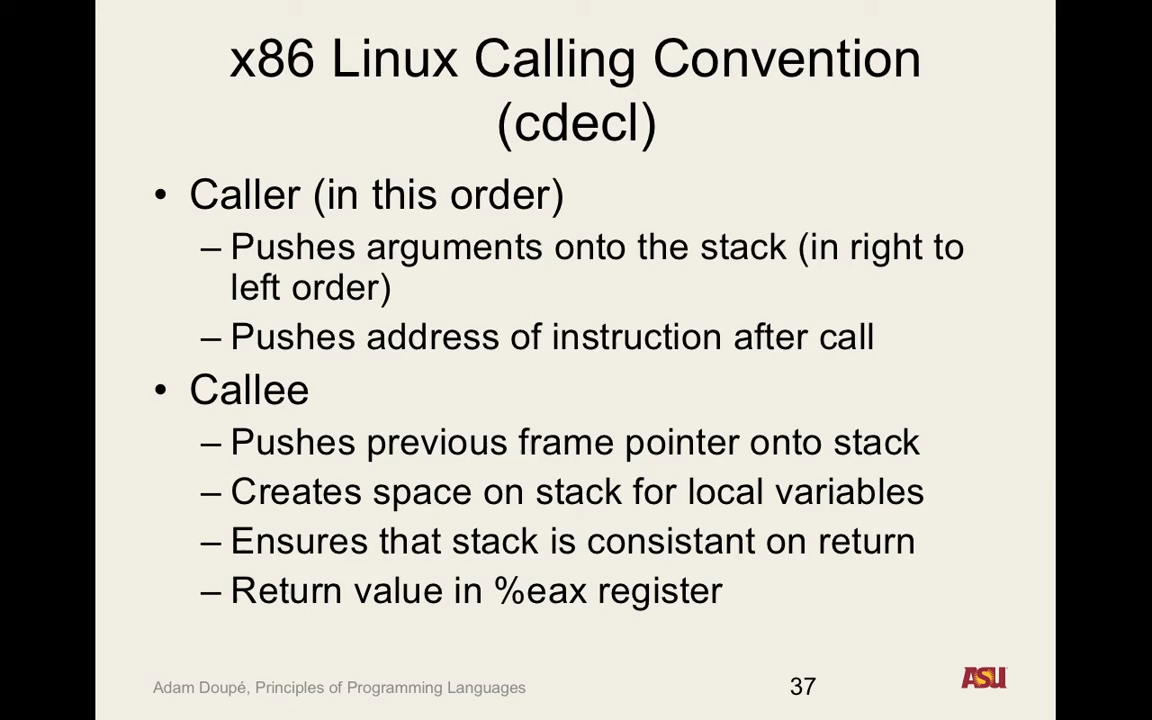 x86 Linux Calling Convention
(cdecl)
• Caller (in this order)
– Pushes arguments onto the stack (in right to
left order)
– Pushes address of instruction after call
• Callee
– Pushes previous frame pointer onto stack
– Creates space on stack for local variables
– Ensures that stack is consistant on return
– Return value in %eax register
Adam Doupé, Principles of Programming Languages
37
ASU